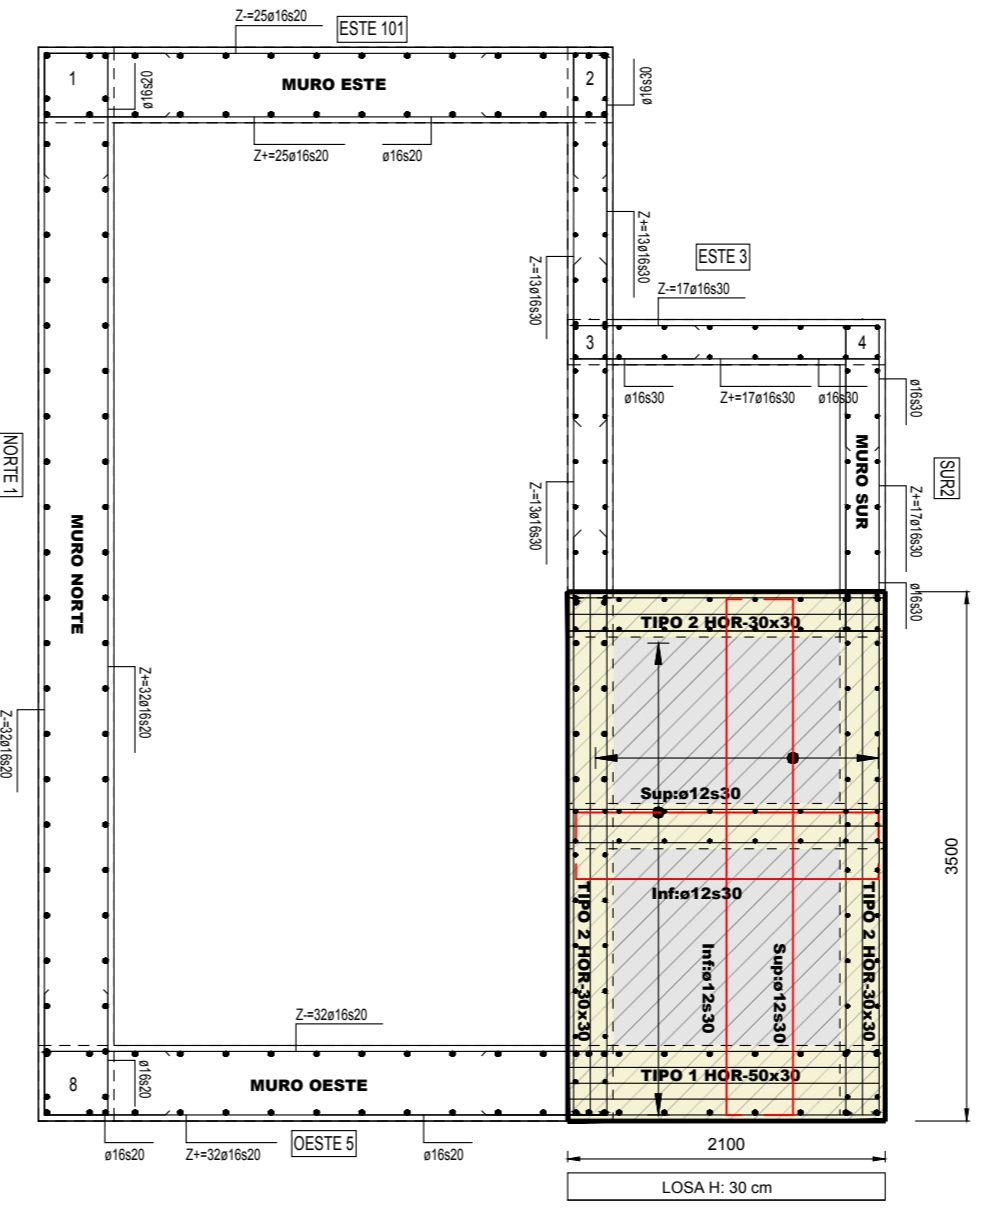 Z-=25ø16s20
ESTE 101
1
ø16s20
MURO ESTE
2
ø16s30
Z+=25ø16s20
ø16s20
Z+=13ø16s30
Z-=13ø16s30
ESTE 3
Z-=17ø16s30
3
4
ø16s30
Z+=17ø16s30
ø16s30
ø16s30
MURO SUR
SUR2
Z+=17ø16s30
Z-=13ø16s30
ø16s30
NORTE 1
MURO NORTE
Z+=32ø16s20
Z-=32ø16s20
TIPO 2 HOR-30x30
Sup:ø12s30
Inf:ø12s30
TIPO 2 HOR-30x30
Inf:ø12s30
Sup:ø12s30
TIPO 2 HOR-30x30
3500
Z-=32ø16s20
8
ø16s20
MURO OESTE
TIPO 1 HOR-50x30
ø16s20
Z+=32ø16s20
OESTE 5
ø16s20
2100
LOSA H: 30 cm